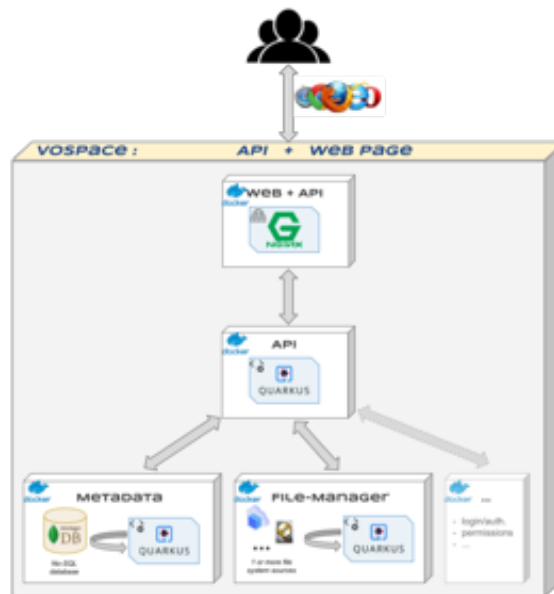 VOSPACE : API + WEB PAGE
docker
WEB + API
NGINX
docker
API
QUARKUS
docker
METADATA
mongo
DB
QUARKUS
No-SQL
database
docker
FILE-MANAGER
...
QUARKUS
1 or more file
system sources
docker
...
- login/auth.
- permissions
- ...